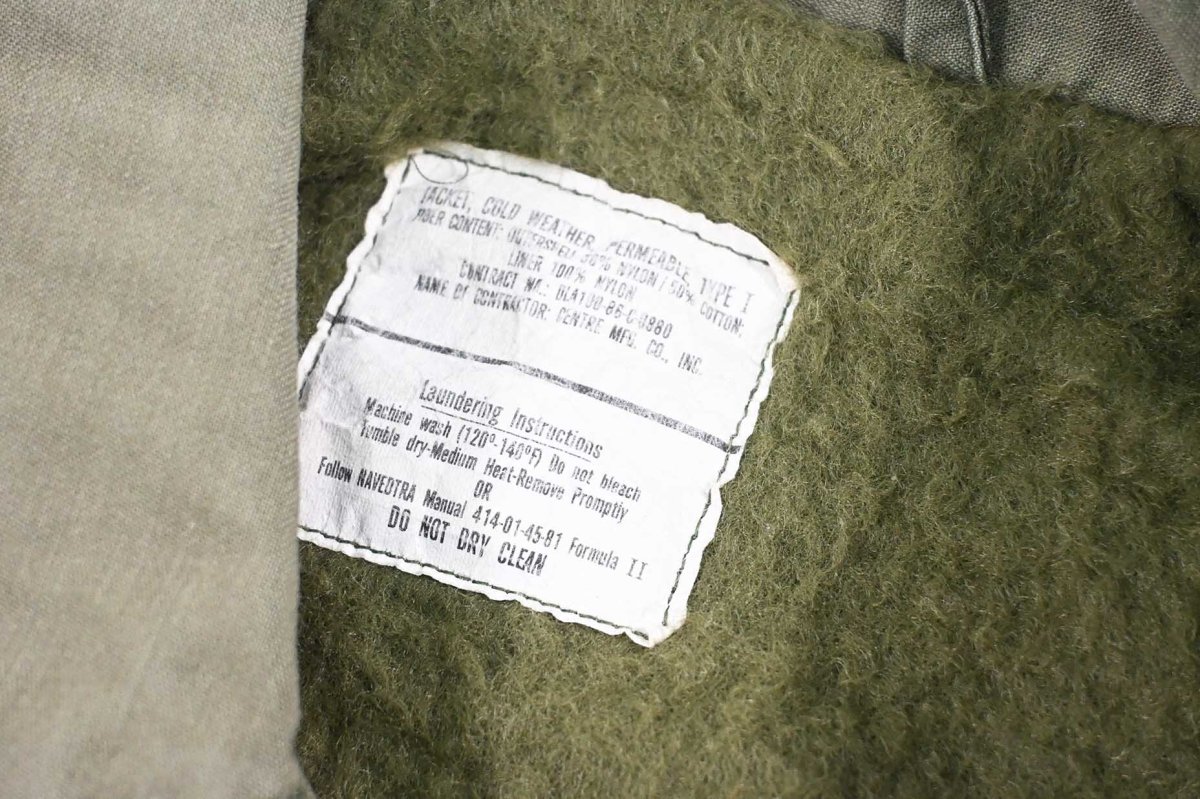 JACKET, COLD WEATHER, PERMEABLE, TYPE I
FIBER CONTENT: OUTERSHELL 50% NYLON / 50% COTTON;
LINER 100% NYLON
CONTRACT NO.: DLA100-86-C-0880
NAME OF CONTRACTOR: CENTRE MFG. CO., INC.
Laundering Instructions
Machine wash (120°-140°F) Do not bleach
Tumble dry-Medium Heat-Remove Promptly
OR
Follow NAVEDTRA Manual 414-01-45-81 Formula II
DO NOT DRY CLEAN